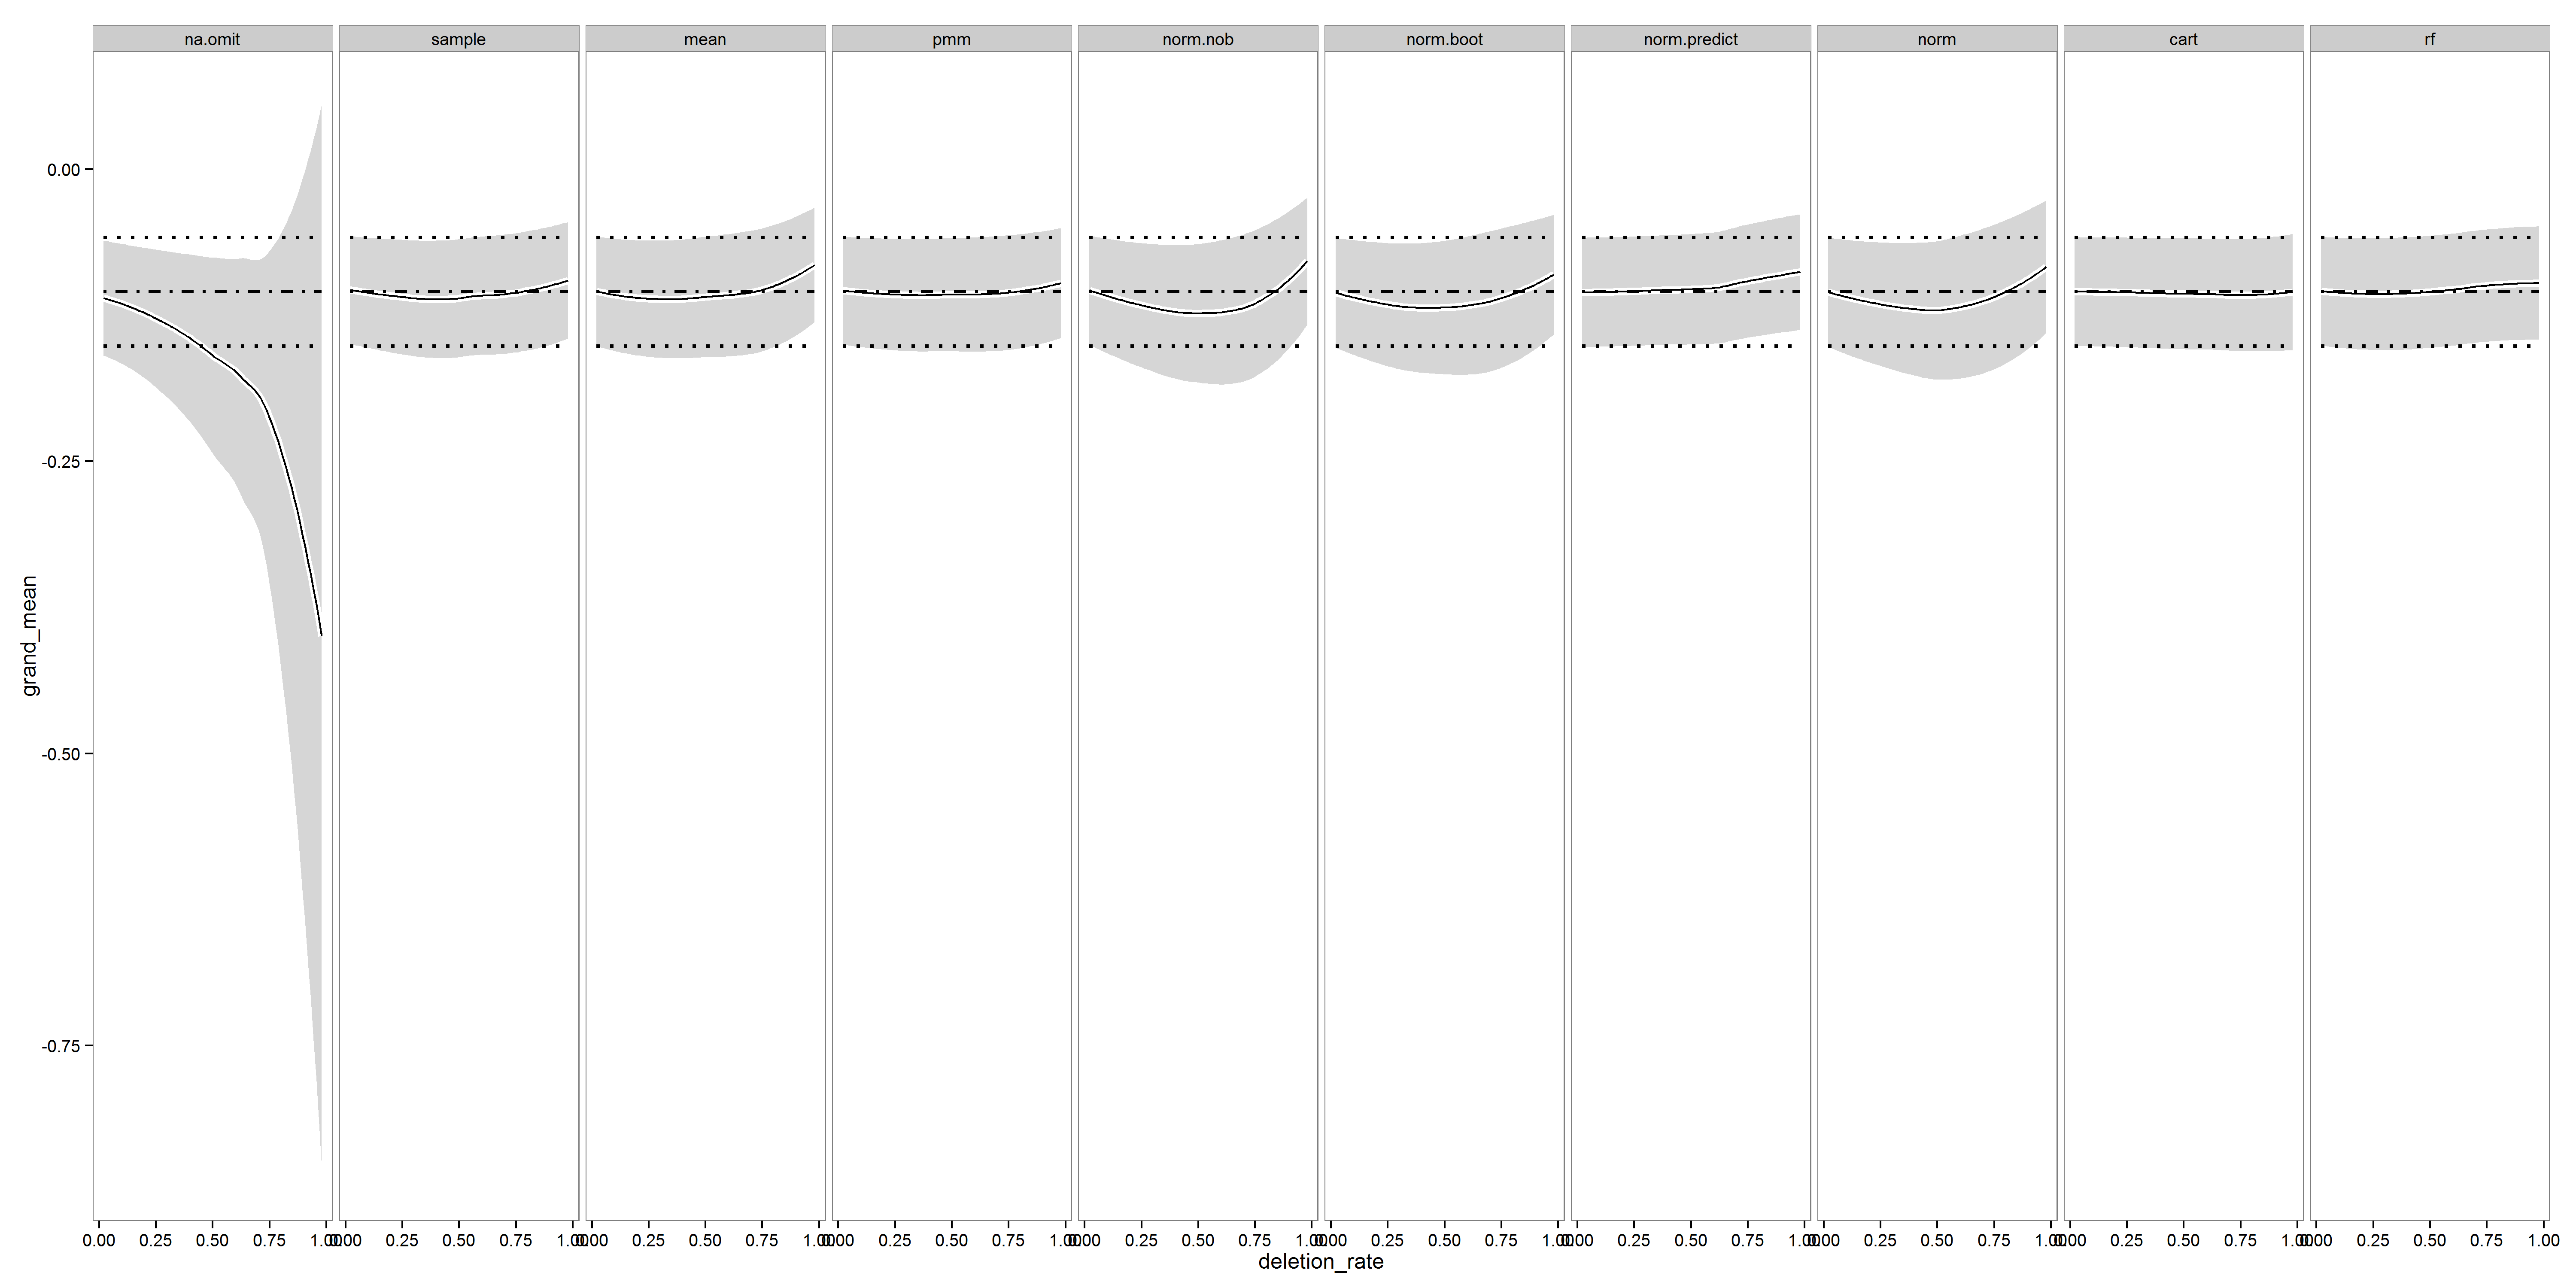 na.omit sample mean pmm norm.nob norm.boot norm.predict norm cart rf
0.00
-0.25
-0.50
-0.75
grand_mean
0.00 0.25 0.50 0.75 1.00 0.00 0.25 0.50 0.75 1.00 0.00 0.25 0.50 0.75 1.00 0.00 0.25 0.50 0.75 1.00 0.00 0.25 0.50 0.75 1.00 0.00 0.25 0.50 0.75 1.00 0.00 0.25 0.50 0.75 1.00 0.00 0.25 0.50 0.75 1.00 0.00 0.25 0.50 0.75 1.00 0.00 0.25 0.50 0.75 1.00
deletion_rate